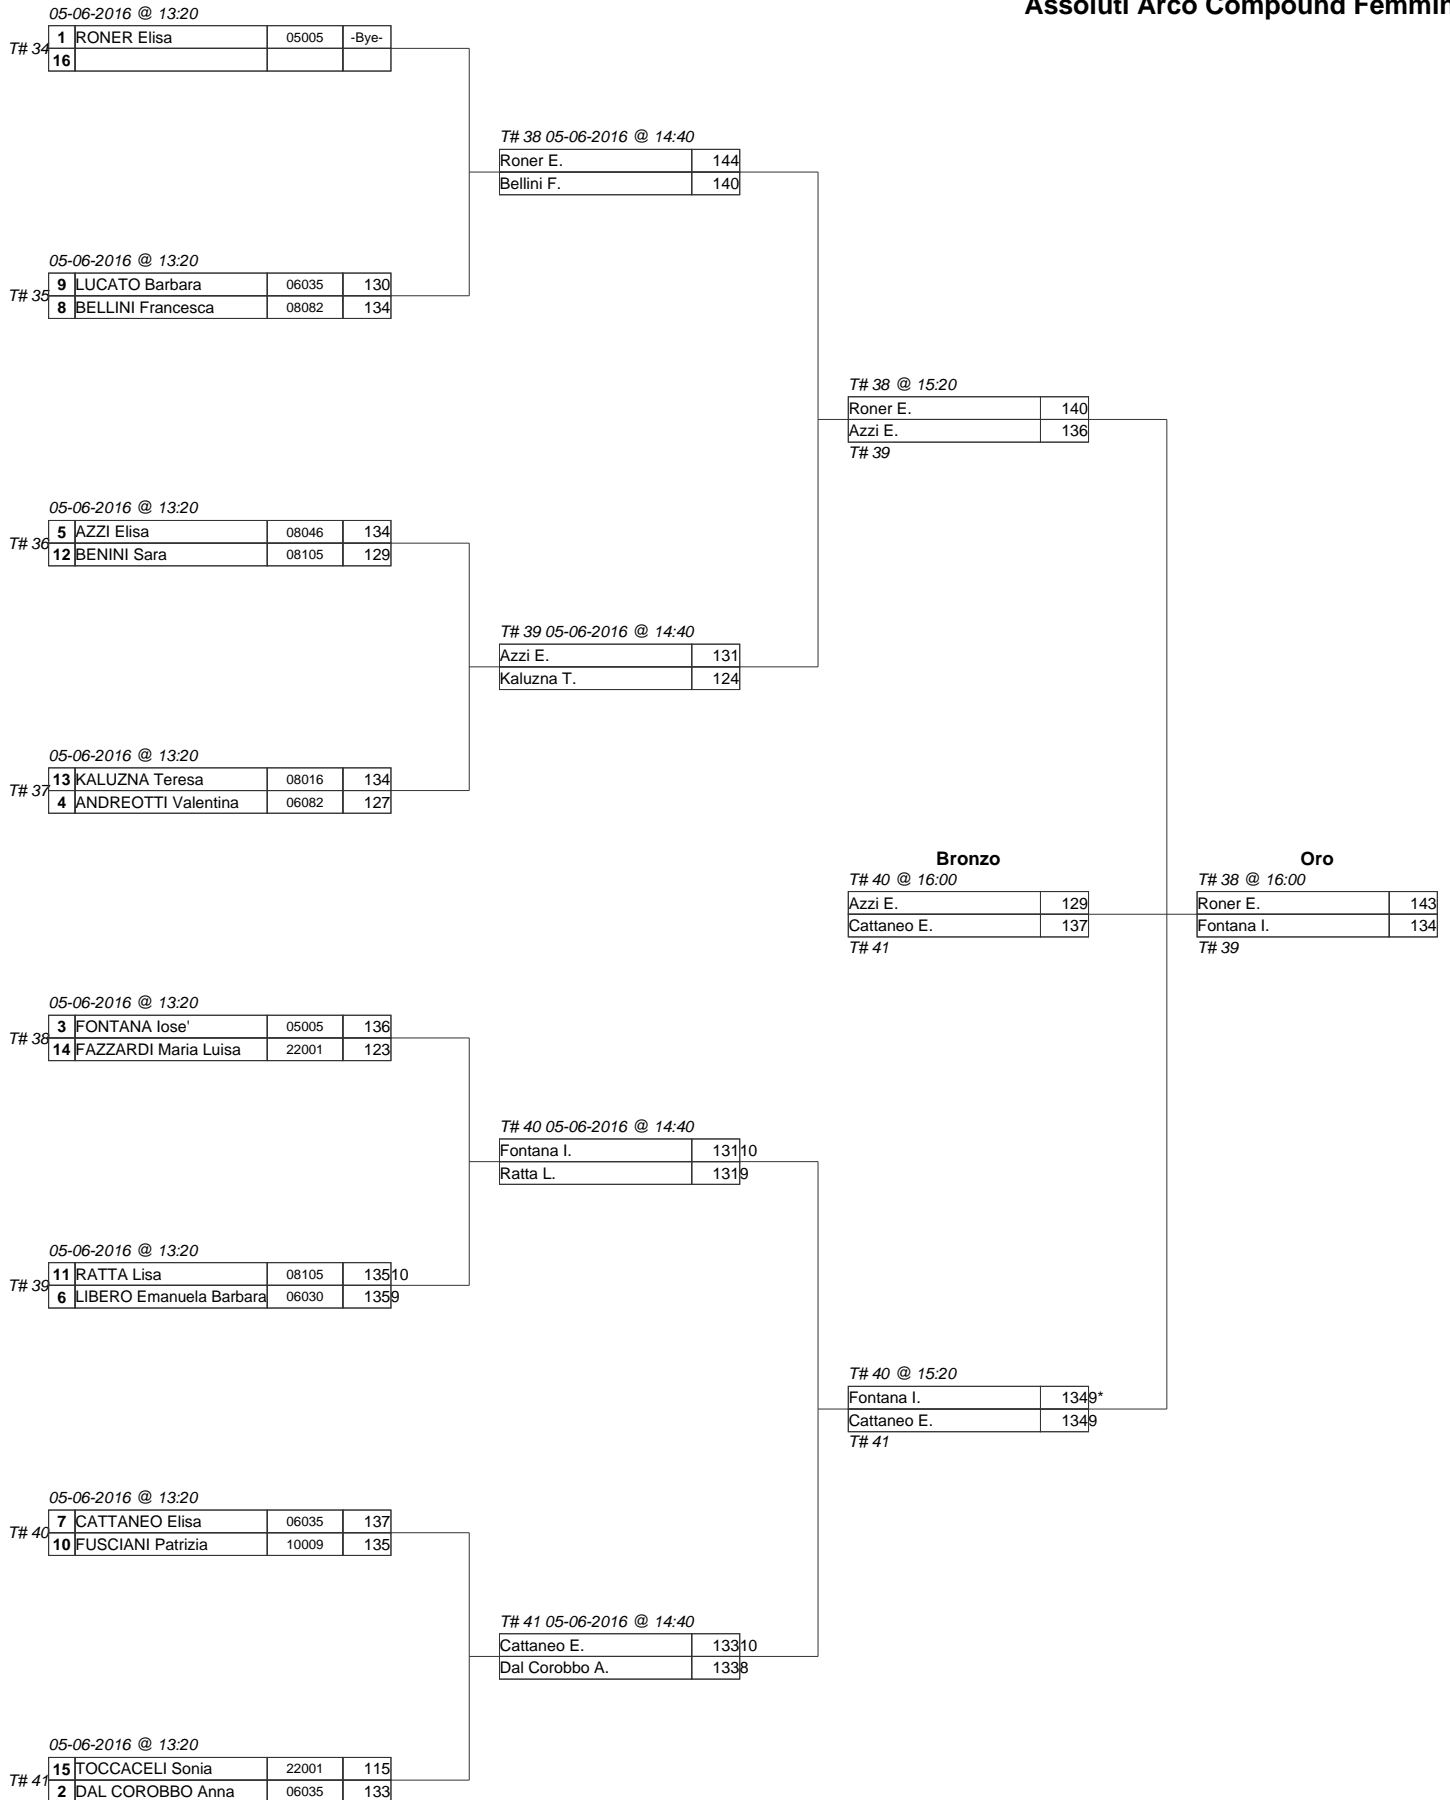 Assoluti Arco Compound Femmin
05-06-2016 @ 13:20
T# 34
1 RONER Elisa 05005 -Bye-
16
T# 38 05-06-2016 @ 14:40
Roner E. 144
Bellini F. 140
05-06-2016 @ 13:20
T# 35
9 LUCATO Barbara 06035 130
8 BELLINI Francesca 08082 134
T# 38 @ 15:20
Roner E. 140
Azzi E. 136
T# 39
05-06-2016 @ 13:20
T# 36
5 AZZI Elisa 08046 134
12 BENINI Sara 08105 129
T# 39 05-06-2016 @ 14:40
Azzi E. 131
Kaluzna T. 124
05-06-2016 @ 13:20
T# 37
13 KALUZNA Teresa 08016 134
4 ANDREOTTI Valentina 06082 127
Bronzo
T# 40 @ 16:00
Azzi E. 129
Cattaneo E. 137
T# 41
Oro
T# 38 @ 16:00
Roner E. 143
Fontana I. 134
T# 39
05-06-2016 @ 13:20
T# 38
3 FONTANA Iose' 05005 136
14 FAZZARDI Maria Luisa 22001 123
T# 40 05-06-2016 @ 14:40
Fontana I. 131 10
Ratta L. 131 9
05-06-2016 @ 13:20
T# 39
11 RATTA Lisa 08105 135 10
6 LIBERO Emanuela Barbara 06030 135 9
T# 40 @ 15:20
Fontana I. 134 9*
Cattaneo E. 134 9
T# 41
05-06-2016 @ 13:20
T# 40
7 CATTANEO Elisa 06035 137
10 FUSCIANI Patrizia 10009 135
T# 41 05-06-2016 @ 14:40
Cattaneo E. 133 10
Dal Corobbo A. 133 8
05-06-2016 @ 13:20
T# 41
15 TOCCACELI Sonia 22001 115
2 DAL COROBBO Anna 06035 133